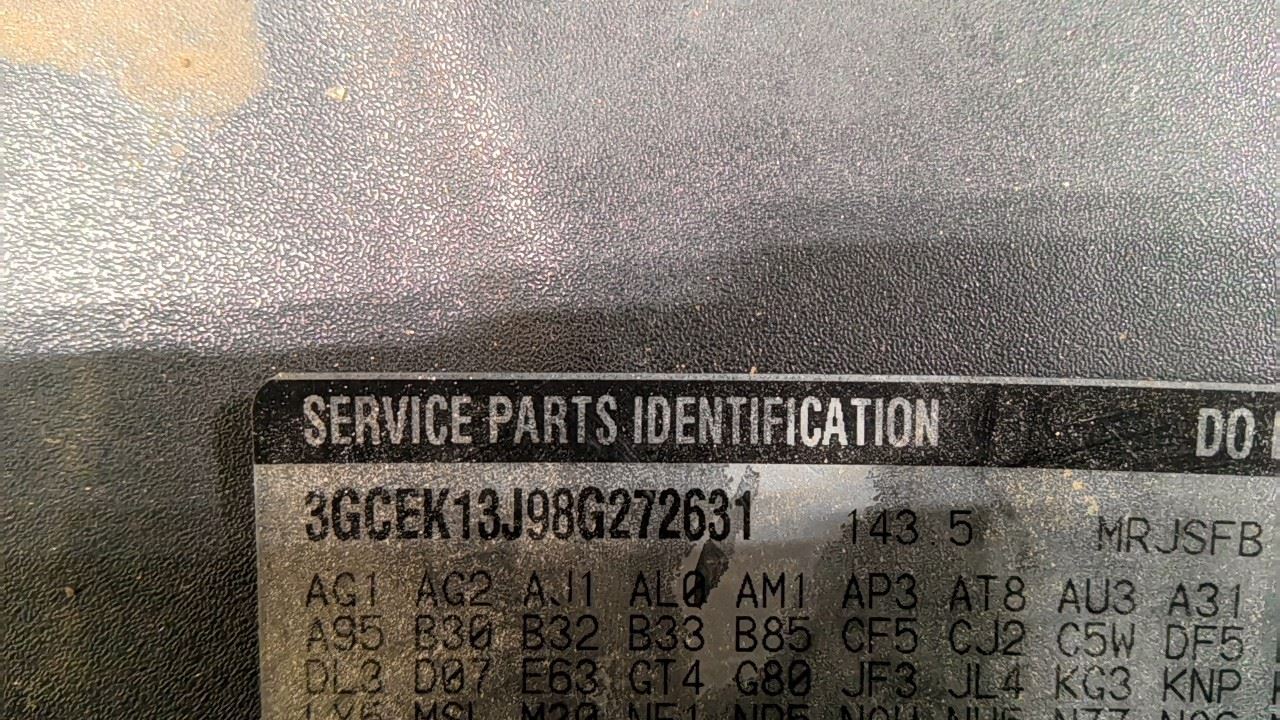 SERVICE PARTS IDENTIFICATION DO
3GCEK13J98G272631 143.5 MRJSFB
AG1 AG2 AJ1 AL0 AM1 AP3 AT8 AU3 A31
A95 B30 B32 B33 B85 CF5 CJ2 C5W DF5
DL3 D07 E63 GT4 G80 JF3 JL4 KG3 KNP